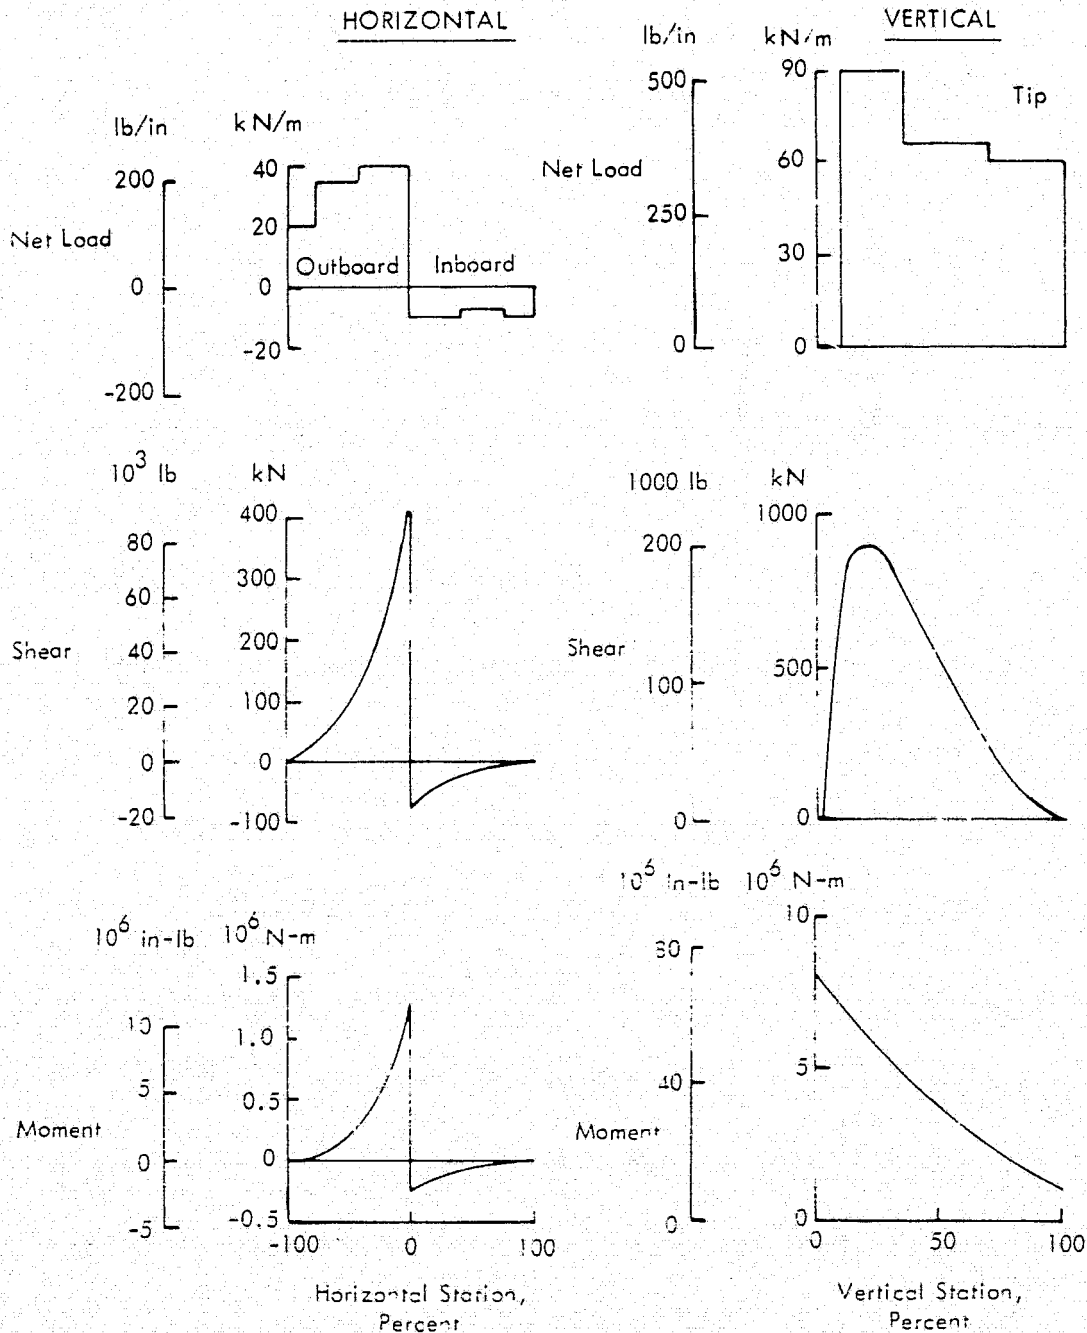 HORIZONTAL
lb/in
kN/m
40
200
20
Net Load
Outboard
Inboard
0
0
-20
-200
10³ lb
kN
400
80
300
60
200
Shear
40
20
100
0
0
-20
-100
10⁶ in-lb
10⁶ N-m
1.5
10
1.0
5
0.5
Moment
0
0
-5
-0.5
-100
0
100
Horizontal Station,
Percent
VERTICAL
lb/in
kN/m
500
90
Tip
Net Load
60
250
30
0
0
1000 lb
kN
1000
200
Shear
500
100
0
0
10⁶ in-lb
10⁶ N-m
10
80
5
40
Moment
0
0
0
50
100
Vertical Station,
Percent